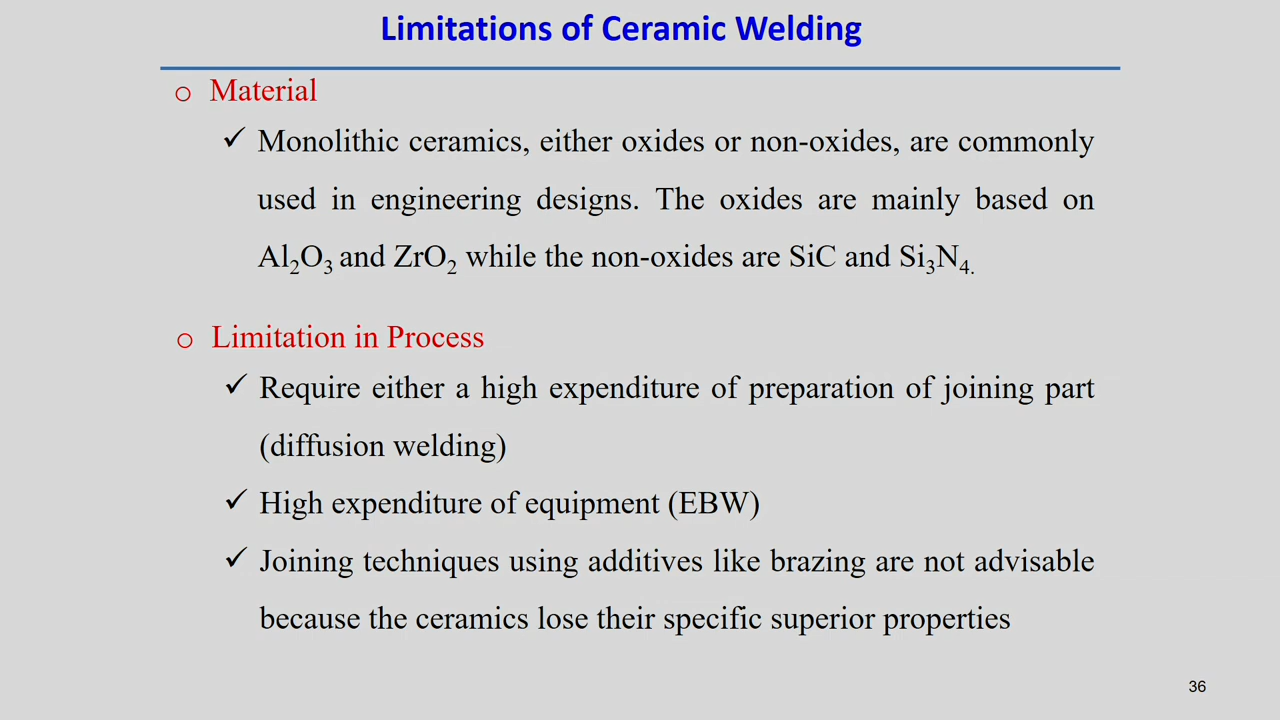 Limitations of Ceramic Welding
o Material
✓ Monolithic ceramics, either oxides or non-oxides, are commonly
used in engineering designs. The oxides are mainly based on
Al₂O₃ and ZrO₂ while the non-oxides are SiC and Si₃N₄.
o Limitation in Process
✓ Require either a high expenditure of preparation of joining part
(diffusion welding)
✓ High expenditure of equipment (EBW)
✓ Joining techniques using additives like brazing are not advisable
because the ceramics lose their specific superior properties
36